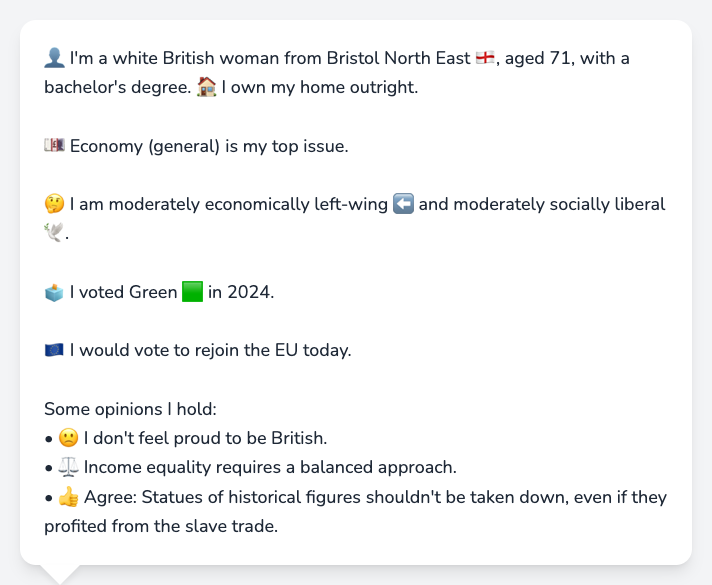 👤 I'm a white British woman from Bristol North East 🏴󠁧󠁢󠁥󠁮󠁧󠁿, aged 71, with a
bachelor's degree. 🏠 I own my home outright.
💷 Economy (general) is my top issue.
🤔 I am moderately economically left-wing ⬅️ and moderately socially liberal
🕊️.
🗳️ I voted Green 🟩 in 2024.
🇪🇺 I would vote to rejoin the EU today.
Some opinions I hold:
• 🙁 I don't feel proud to be British.
• ⚖️ Income equality requires a balanced approach.
• 👍 Agree: Statues of historical figures shouldn't be taken down, even if they
profited from the slave trade.